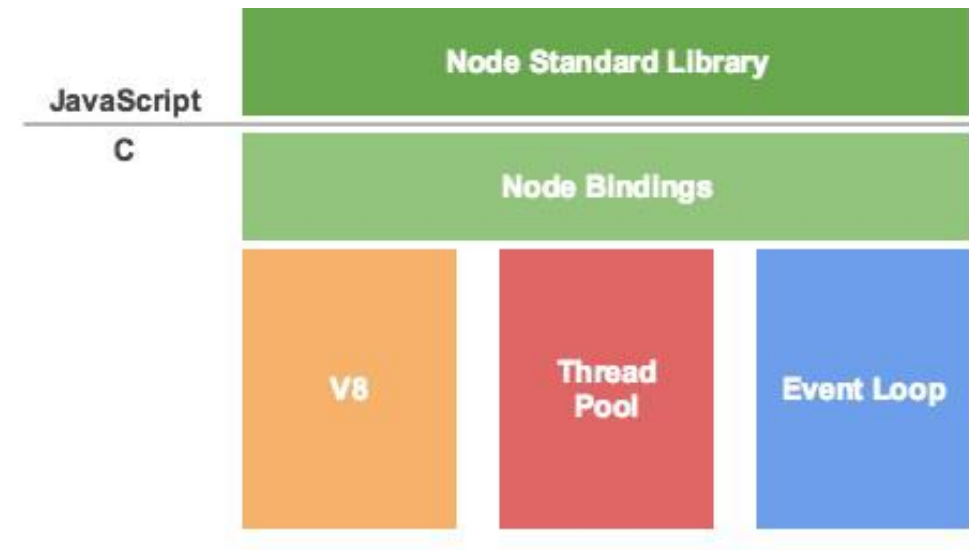 Node Standard Library
JavaScript
C
Node Bindings
V8
Thread
Pool
Event Loop